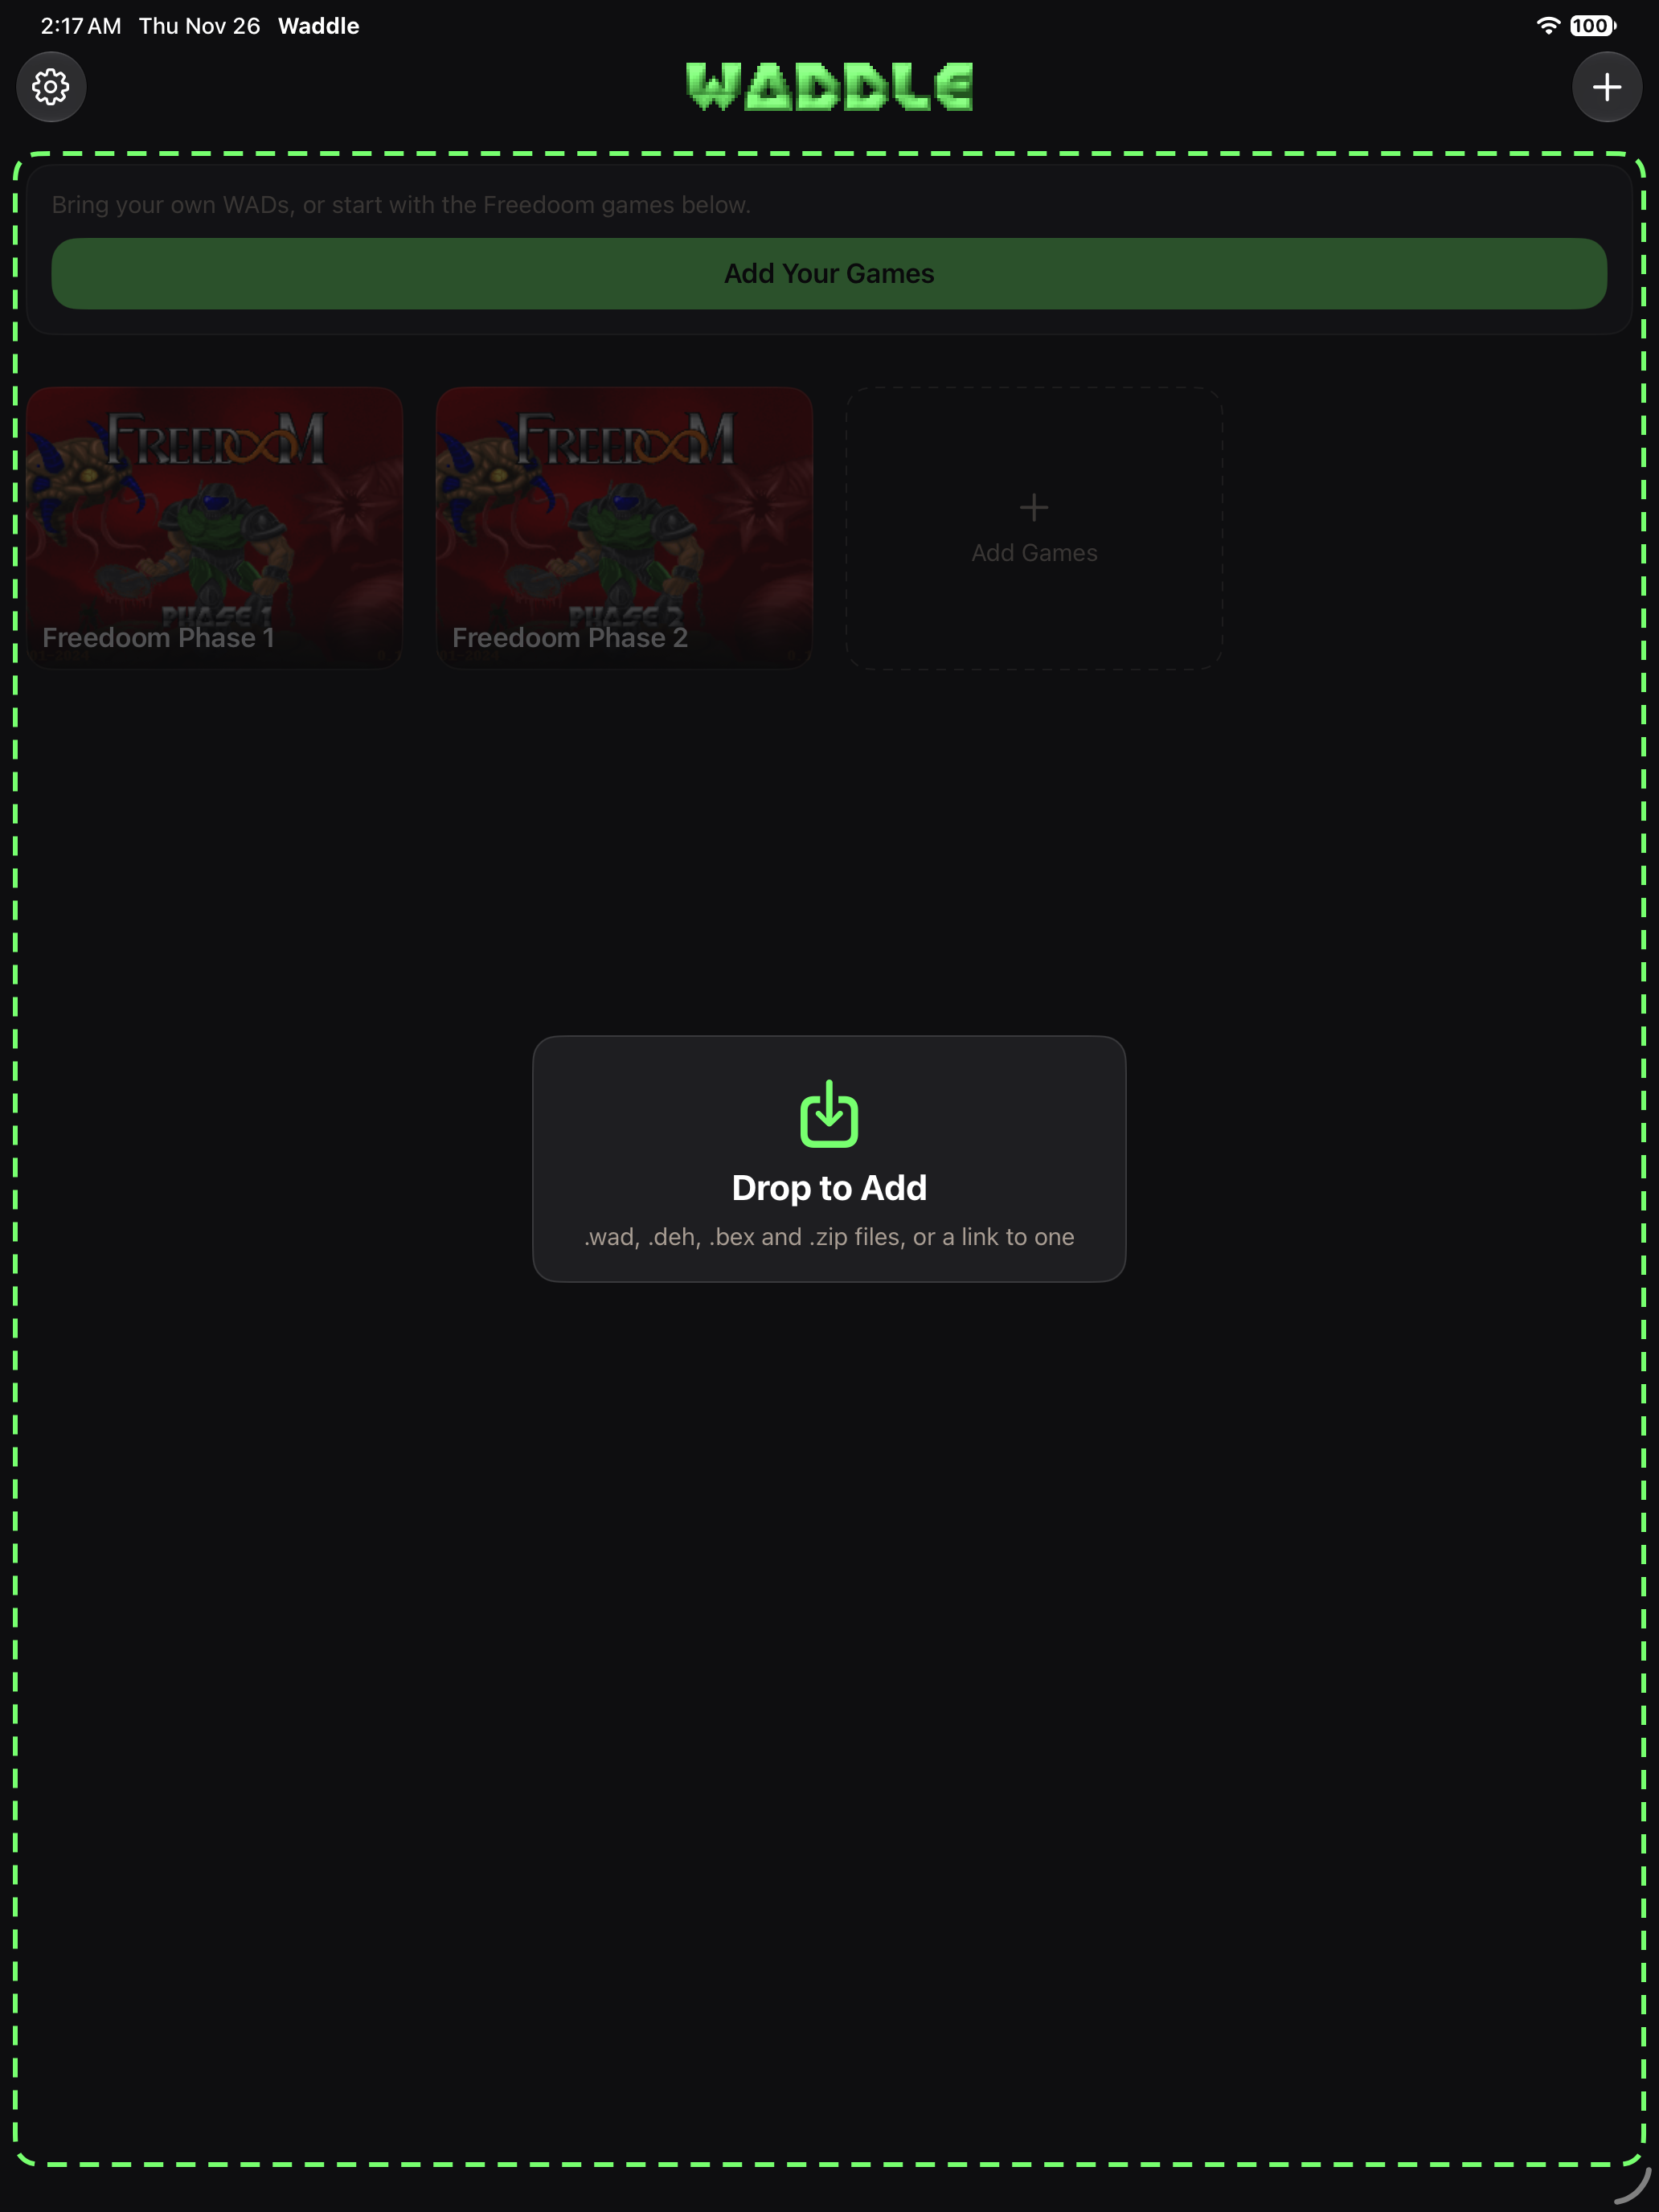 2:17 AM Thu Nov 26 Waddle
100
WADDLE
Bring your own WADs, or start with the Freedoom games below.
Add Your Games
FREEDOOM
PHASE 1
Freedoom Phase 1
FREEDOOM
PHASE 2
Freedoom Phase 2
Add Games
Drop to Add
.wad, .deh, .bex and .zip files, or a link to one